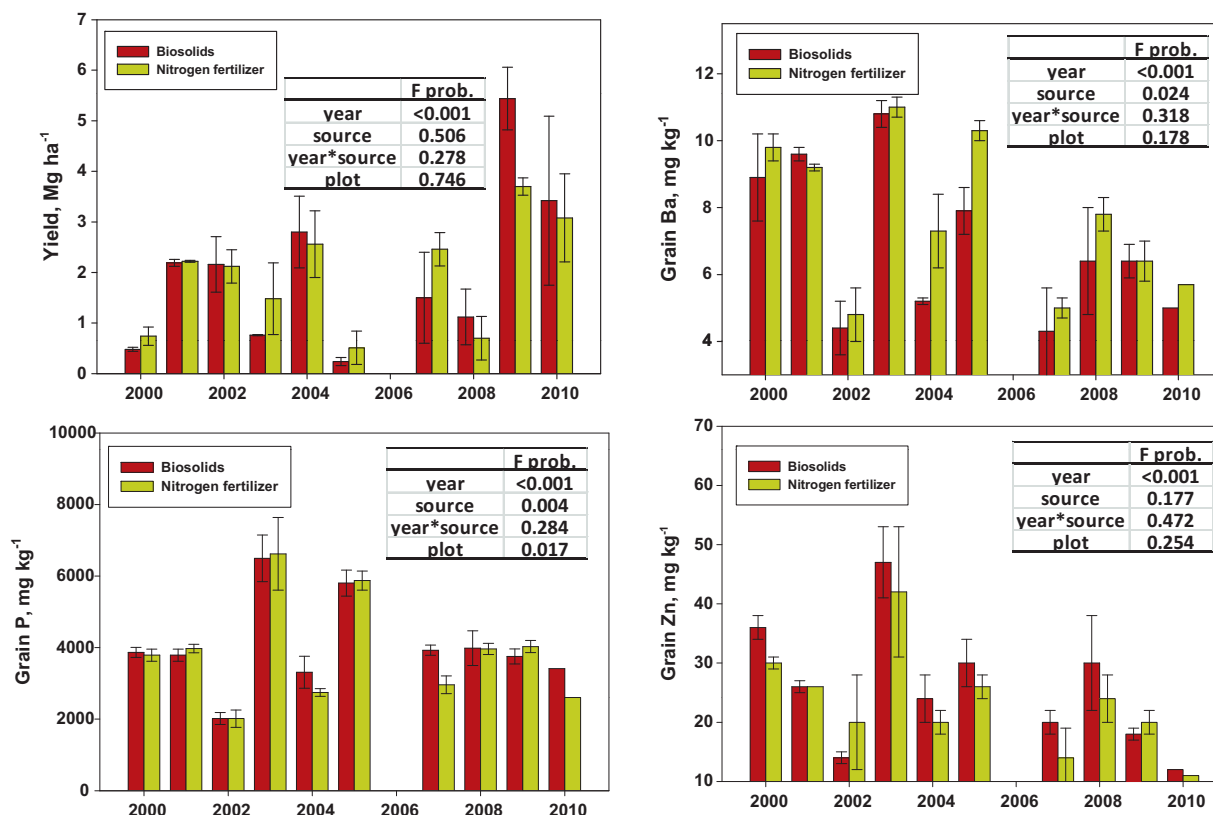 7
6
5
4
3
2
1
0
Yield, Mg ha⁻¹
Biosolids
Nitrogen fertilizer
F prob.
year <0.001
source 0.506
year*source 0.278
plot 0.746
2000 2002 2004 2006 2008 2010
12
10
8
6
4
Grain Ba, mg kg⁻¹
Biosolids
Nitrogen fertilizer
F prob.
year <0.001
source 0.024
year*source 0.318
plot 0.178
2000 2002 2004 2006 2008 2010
10000
8000
6000
4000
2000
0
Grain P, mg kg⁻¹
Biosolids
Nitrogen fertilizer
F prob.
year <0.001
source 0.004
year*source 0.284
plot 0.017
2000 2002 2004 2006 2008 2010
70
60
50
40
30
20
10
Grain Zn, mg kg⁻¹
Biosolids
Nitrogen fertilizer
F prob.
year <0.001
source 0.177
year*source 0.472
plot 0.254
2000 2002 2004 2006 2008 2010